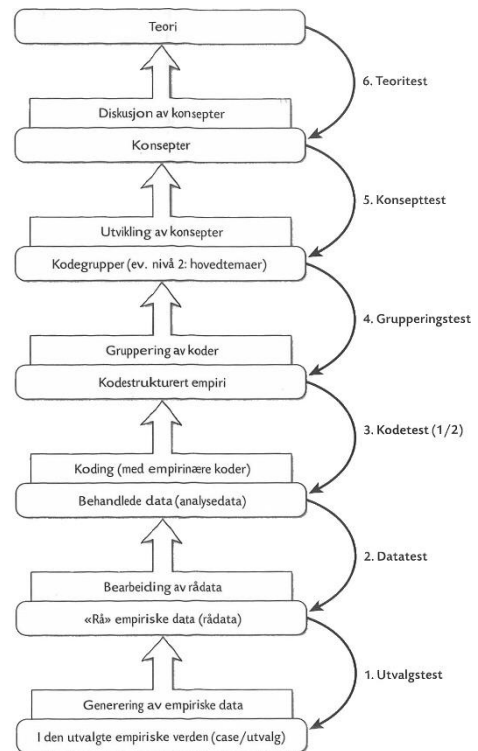 Teori
6. Teoritest
Diskusjon av konsepter
Konsepter
5. Konsepttest
Utvikling av konsepter
Kodegrupper (ev. nivå 2: hovedtemaer)
4. Grupperingstest
Gruppering av koder
Kodestrukturert empiri
3. Kodetest (1/2)
Koding (med empirinære koder)
Behandlede data (analysedata)
2. Datatest
Bearbeiding av rådata
«Rå» empiriske data (rådata)
1. Utvalgstest
Generering av empiriske data
I den utvalgte empiriske verden (case/utvalg)